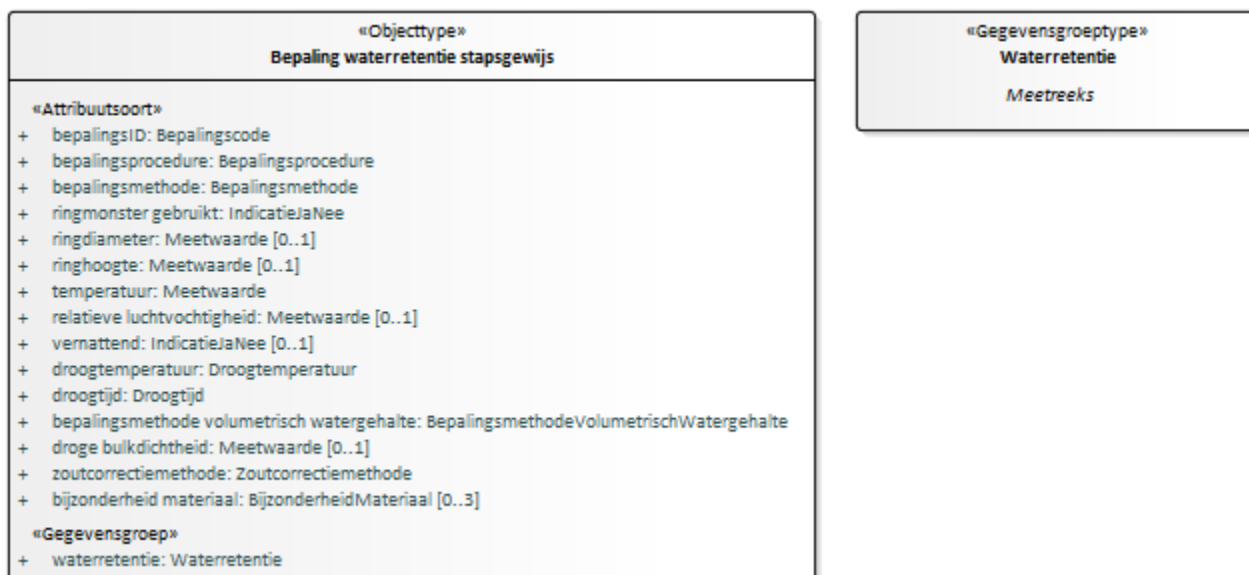 «Objecttype»
Bepaling waterretentie stapsgewijs
«Attribuutsoort»
+ bepalingsID: Bepalingscode
+ bepalingsprocedure: Bepalingsprocedure
+ bepalingsmethode: Bepalingsmethode
+ ringmonster gebruikt: IndicatieJaNee
+ ringdiameter: Meetwaarde [0..1]
+ ringhoogte: Meetwaarde [0..1]
+ temperatuur: Meetwaarde
+ relatieve luchtvochtigheid: Meetwaarde [0..1]
+ vernattend: IndicatieJaNee [0..1]
+ droogtemperatuur: Droogtemperatuur
+ droogtijd: Droogtijd
+ bepalingsmethode volumetrisch watergehalte: BepalingsmethodeVolumetrischWatergehalte
+ droge bulkdichtheid: Meetwaarde [0..1]
+ zoutcorrectiemethode: Zoutcorrectiemethode
+ bijzonderheid materiaal: BijzonderheidMateriaal [0..3]
«Gegevensgroep»
+ waterretentie: Waterretentie
«Gegevensgroeptype»
Waterretentie
Meetreeks